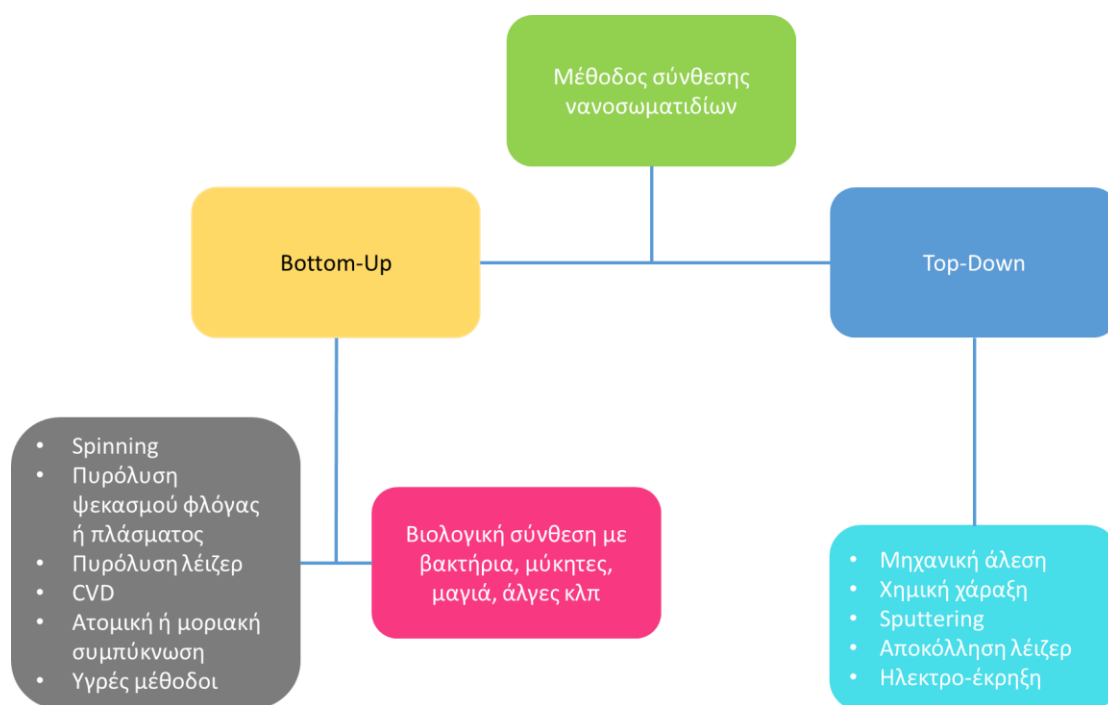 Μέθοδος σύνθεσης
νανοσωματιδίων
Bottom-Up
Top-Down
• Spinning
• Πυρόλυση
ψεκασμού φλόγας
ή πλάσματος
• Πυρόλυση λέιζερ
• CVD
• Ατομική ή μοριακή
συμπύκνωση
• Υγρές μέθοδοι
Βιολογική σύνθεση με
βακτήρια, μύκητες,
μαγιά, άλγες κλπ
• Μηχανική άλεση
• Χημική χάραξη
• Sputtering
• Αποκόλληση λέιζερ
• Ηλεκτρο-έκρηξη